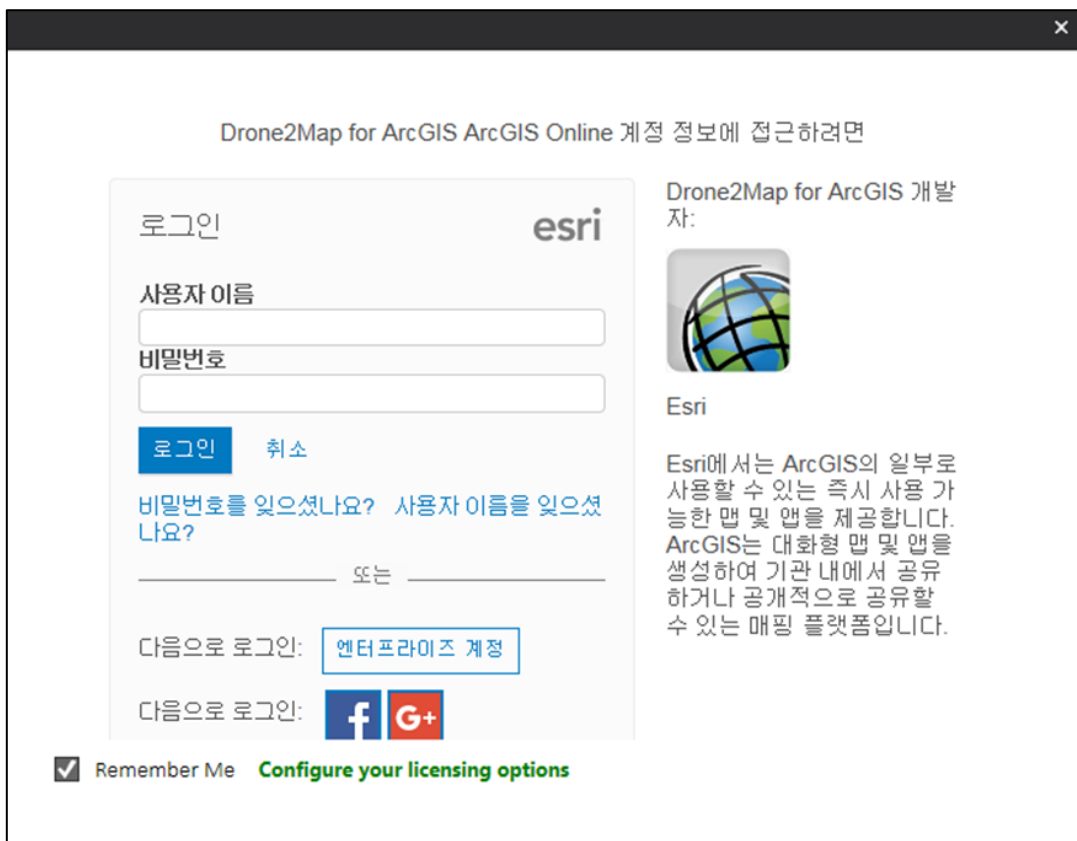 Drone2Map for ArcGIS ArcGIS Online 계정 정보에 접근하려면
로그인
esri
사용자 이름
비밀번호
로그인 취소
비밀번호를 잊으셨나요? 사용자 이름을 잊으셨
나요?
또는
다음으로 로그인: 엔터프라이즈 계정
다음으로 로그인: f G+
Drone2Map for ArcGIS 개발
자:
Esri
Esri에서는 ArcGIS의 일부로
사용할 수 있는 즉시 사용 가
능한 맵 및 앱을 제공합니다.
ArcGIS는 대화형 맵 및 앱을
생성하여 기관 내에서 공유
하거나 공개적으로 공유할
수 있는 매핑 플랫폼입니다.
Remember Me Configure your licensing options